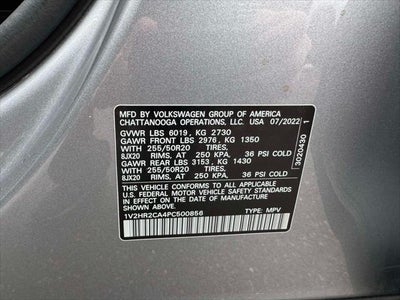 MFD. BY VOLKSWAGEN GROUP OF AMERICA
CHATTANOOGA OPERATIONS, LLC. USA 07/2022
GVWR LBS 6019, KG 2730
GAWR FRONT LBS 2976, KG 1350
WITH 255/50R20 TIRES,
8JX20 RIMS, AT 250 KPA, 36 PSI COLD
GAWR REAR LBS 3153, KG 1430
WITH 255/50R20 TIRES,
8JX20 RIMS, AT 250 KPA, 36 PSI COLD
THIS VEHICLE CONFORMS TO ALL APPLICABLE
U.S. FEDERAL MOTOR VEHICLE SAFETY STANDARDS
IN EFFECT ON THE DATE OF MANUFACTURE
SHOWN ABOVE.
1V2HR2CA4PC500856 TYPE: MPV
3020430 1